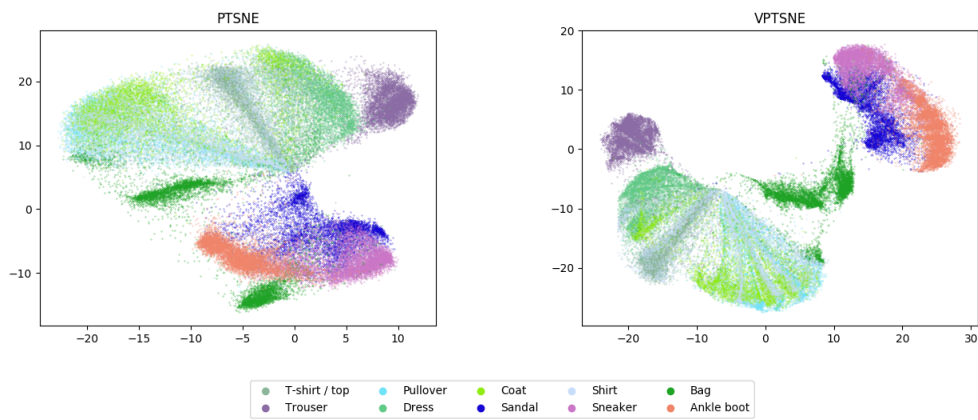 PTSNE VPTSNE
20
10
0
−10
−20 −15 −10 −5 0 5 10
20
10
0
−10
−20
−20 −10 0 10 20 30
T-shirt / top Pullover Coat Shirt Bag
Trouser Dress Sandal Sneaker Ankle boot